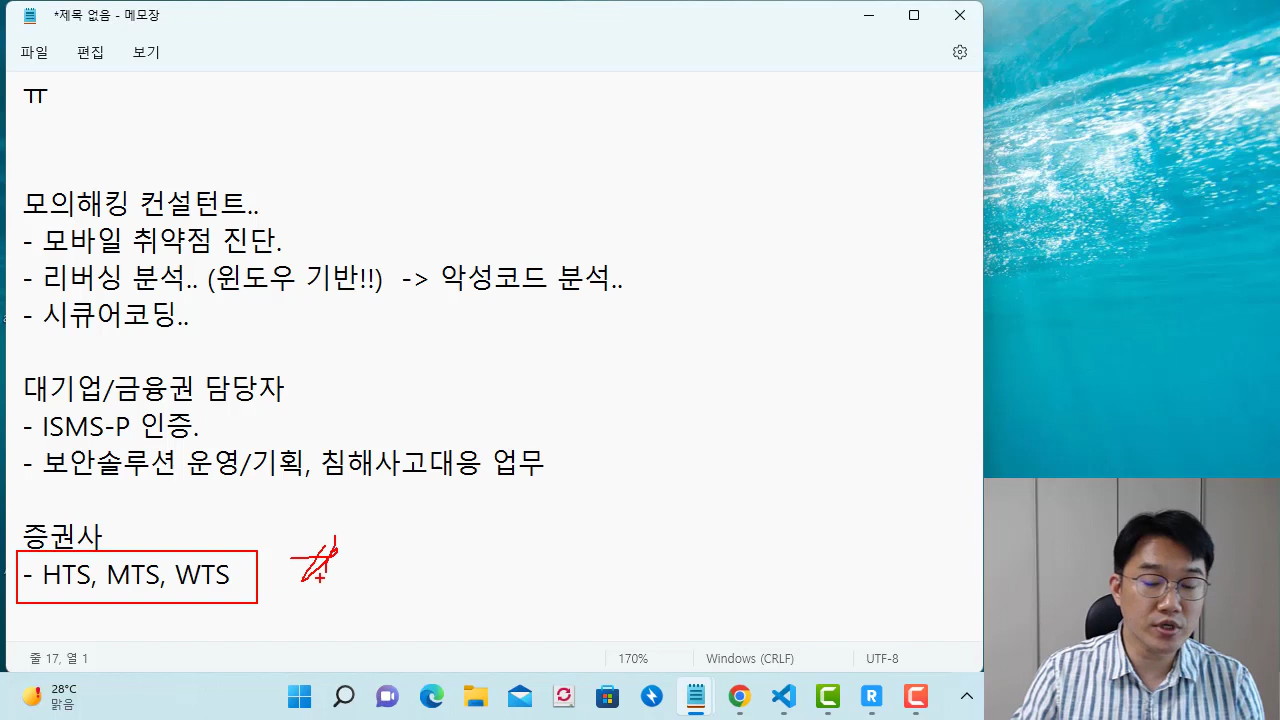 *제목 없음 - 메모장
파일 편집 보기
ㅠ
모의해킹 컨설턴트..
- 모바일 취약점 진단.
- 리버싱 분석.. (윈도우 기반!!) -> 악성코드 분석..
- 시큐어코딩..
대기업/금융권 담당자
- ISMS-P 인증.
- 보안솔루션 운영/기획, 침해사고대응 업무
증권사
- HTS, MTS, WTS
줄 17, 열 1 170% Windows (CRLF) UTF-8
28°C
맑음